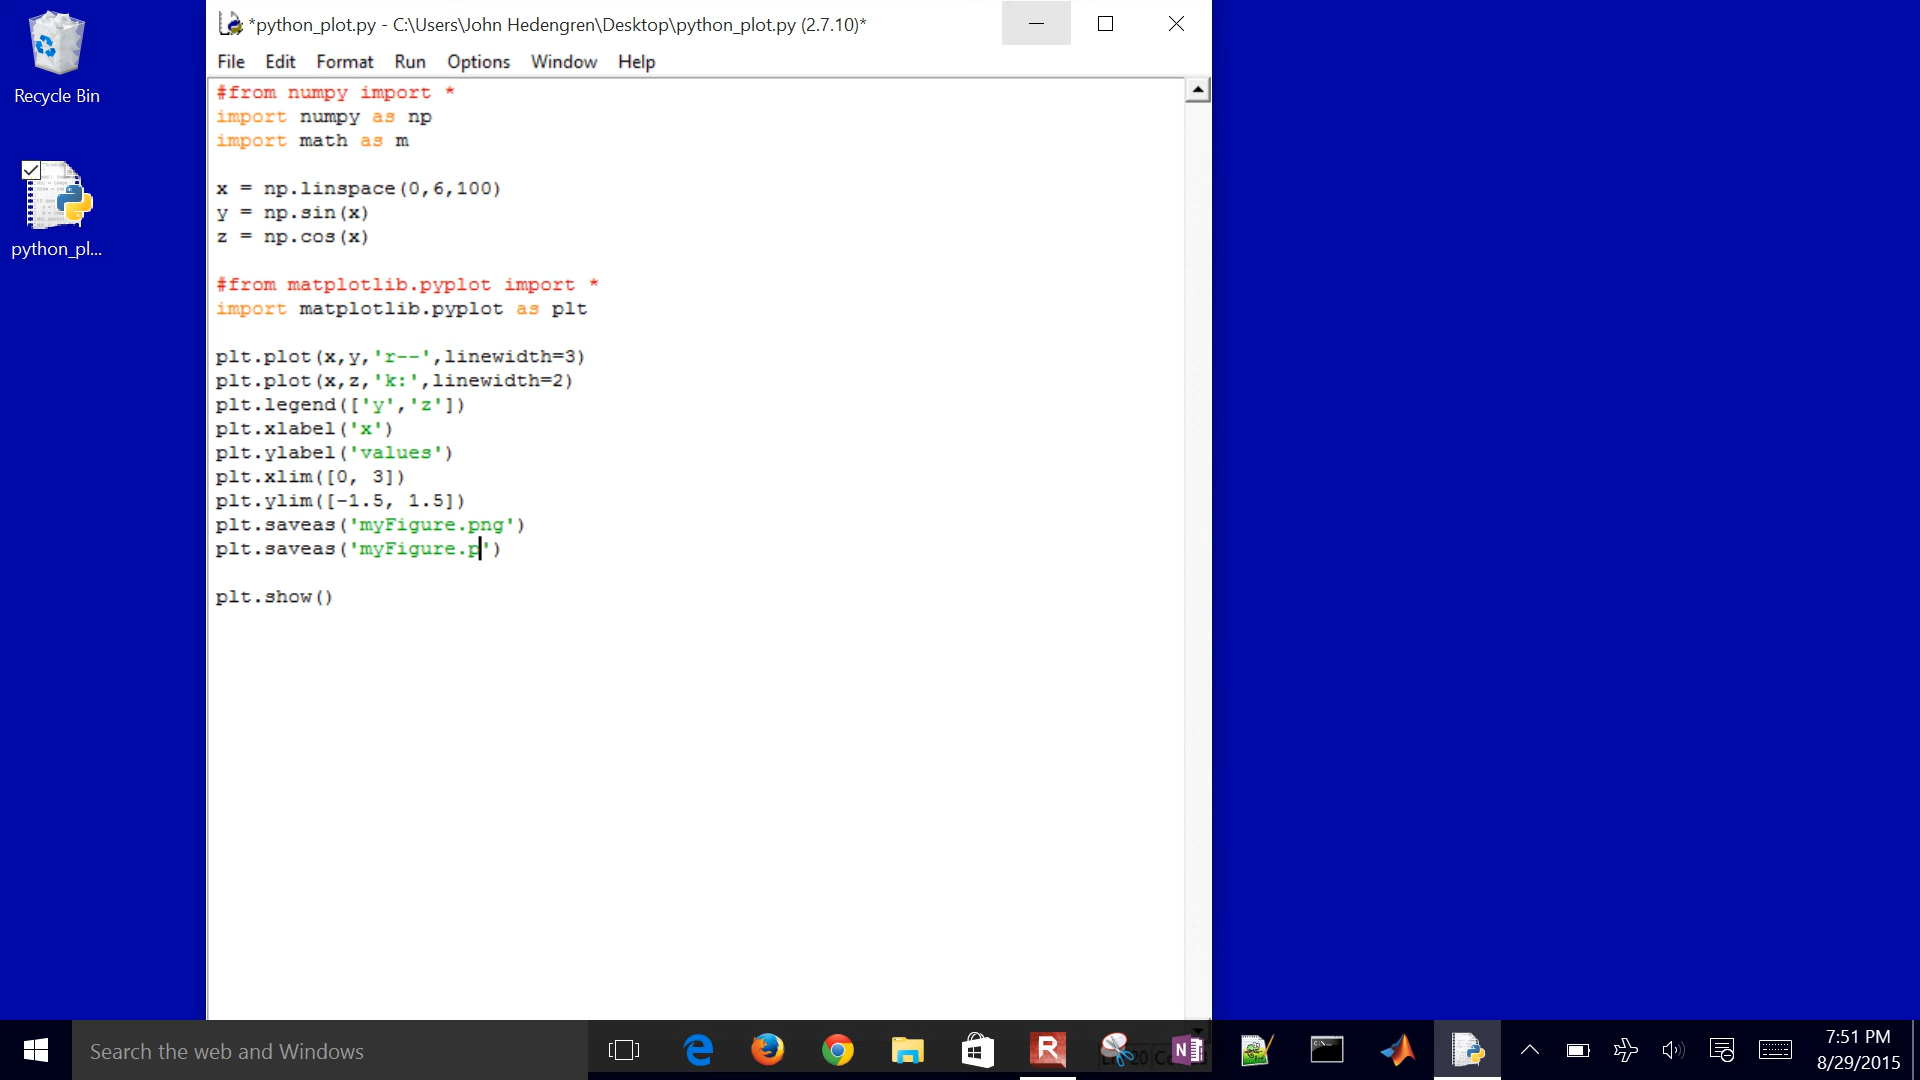 *python_plot.py - C:\Users\John Hedengren\Desktop\python_plot.py (2.7.10)*
File Edit Format Run Options Window Help
Recycle Bin
python_pl...
#from numpy import *
import numpy as np
import math as m
x = np.linspace(0,6,100)
y = np.sin(x)
z = np.cos(x)
#from matplotlib.pyplot import *
import matplotlib.pyplot as plt
plt.plot(x,y,'r--',linewidth=3)
plt.plot(x,z,'k:',linewidth=2)
plt.legend(['y','z'])
plt.xlabel('x')
plt.ylabel('values')
plt.xlim([0, 3])
plt.ylim([-1.5, 1.5])
plt.saveas('myFigure.png')
plt.saveas('myFigure.p')
plt.show()
Search the web and Windows
7:51 PM
8/29/2015